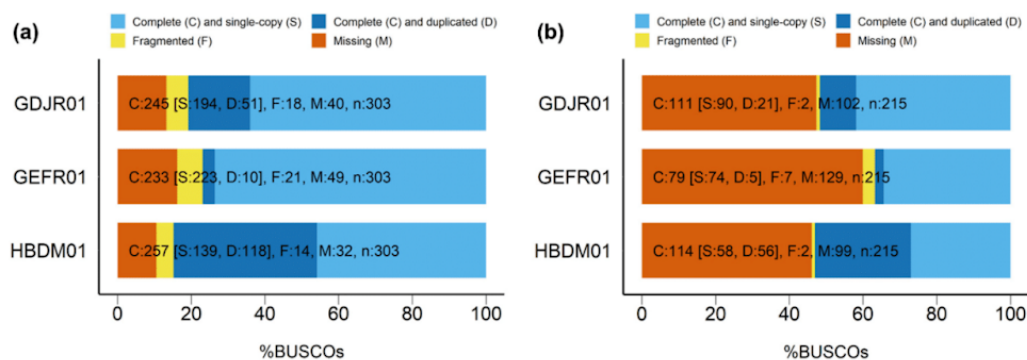 (a)
Complete (C) and single-copy (S) Complete (C) and duplicated (D)
Fragmented (F) Missing (M)
GDJR01 C:245 [S:194, D:51], F:18, M:40, n:303
GEFR01 C:233 [S:223, D:10], F:21, M:49, n:303
HBDM01 C:257 [S:139, D:118], F:14, M:32, n:303
0 20 40 60 80 100
%BUSCOs
(b)
Complete (C) and single-copy (S) Complete (C) and duplicated (D)
Fragmented (F) Missing (M)
GDJR01 C:111 [S:90, D:21], F:2, M:102, n:215
GEFR01 C:79 [S:74, D:5], F:7, M:129, n:215
HBDM01 C:114 [S:58, D:56], F:2, M:99, n:215
0 20 40 60 80 100
%BUSCOs